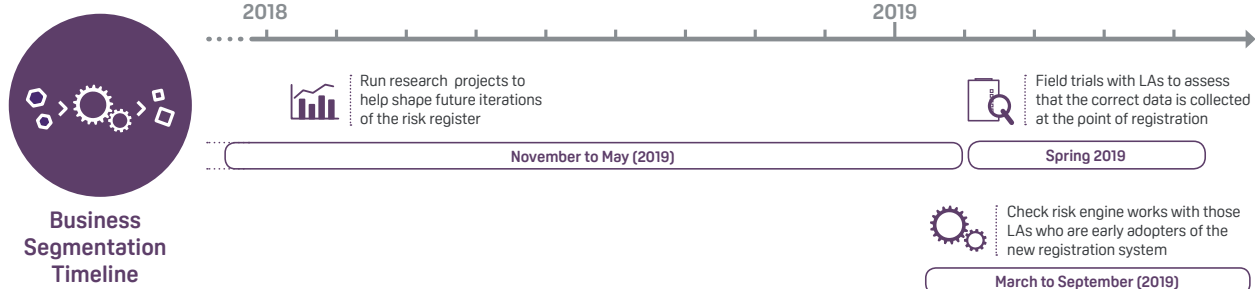 2018
2019
Run research projects to
help shape future iterations
of the risk register
Field trials with LAs to assess
that the correct data is collected
at the point of registration
November to May (2019)
Spring 2019
Business
Segmentation
Timeline
Check risk engine works with those
LAs who are early adopters of the
new registration system
March to September (2019)